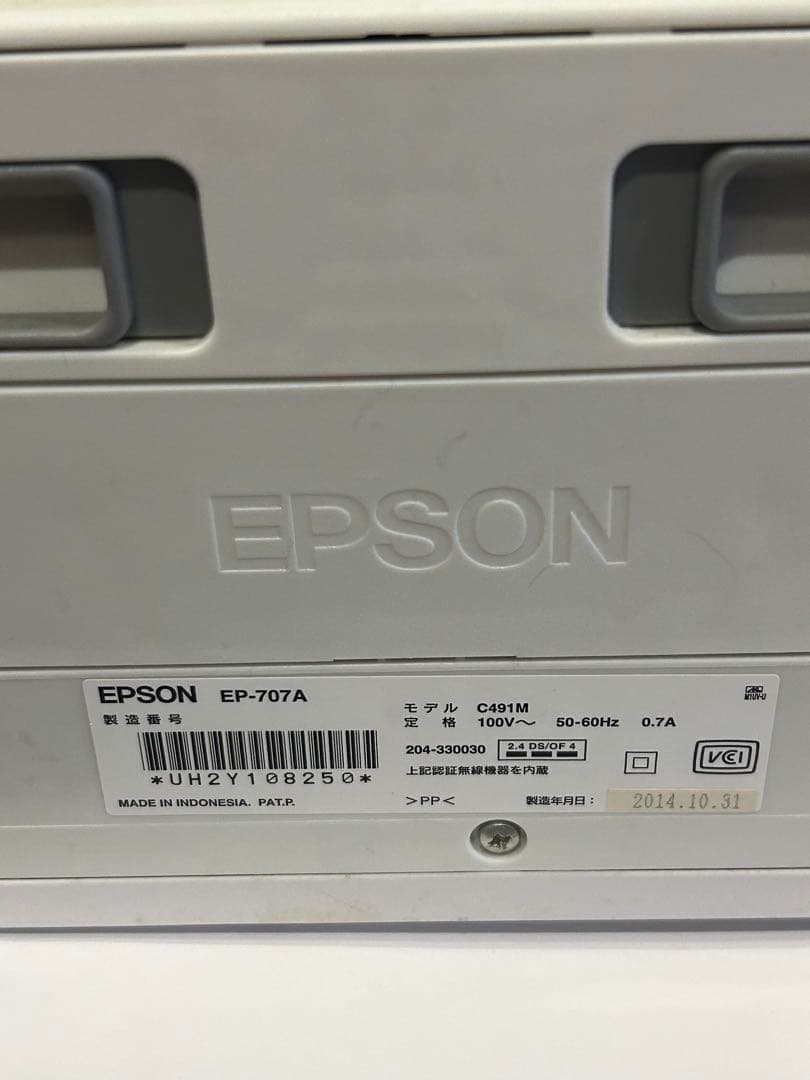 EPSON
EPSON EP-707A
製造番号
*UH2Y108250*
MADE IN INDONESIA. PAT.P.
モデル C491M
定格 100V～ 50-60Hz 0.7A
204-330030 2.4 DS/OF 4
上記認証無線機器を内蔵
>PP< 製造年月日: 2014.10.31
M1UV-U
VCI